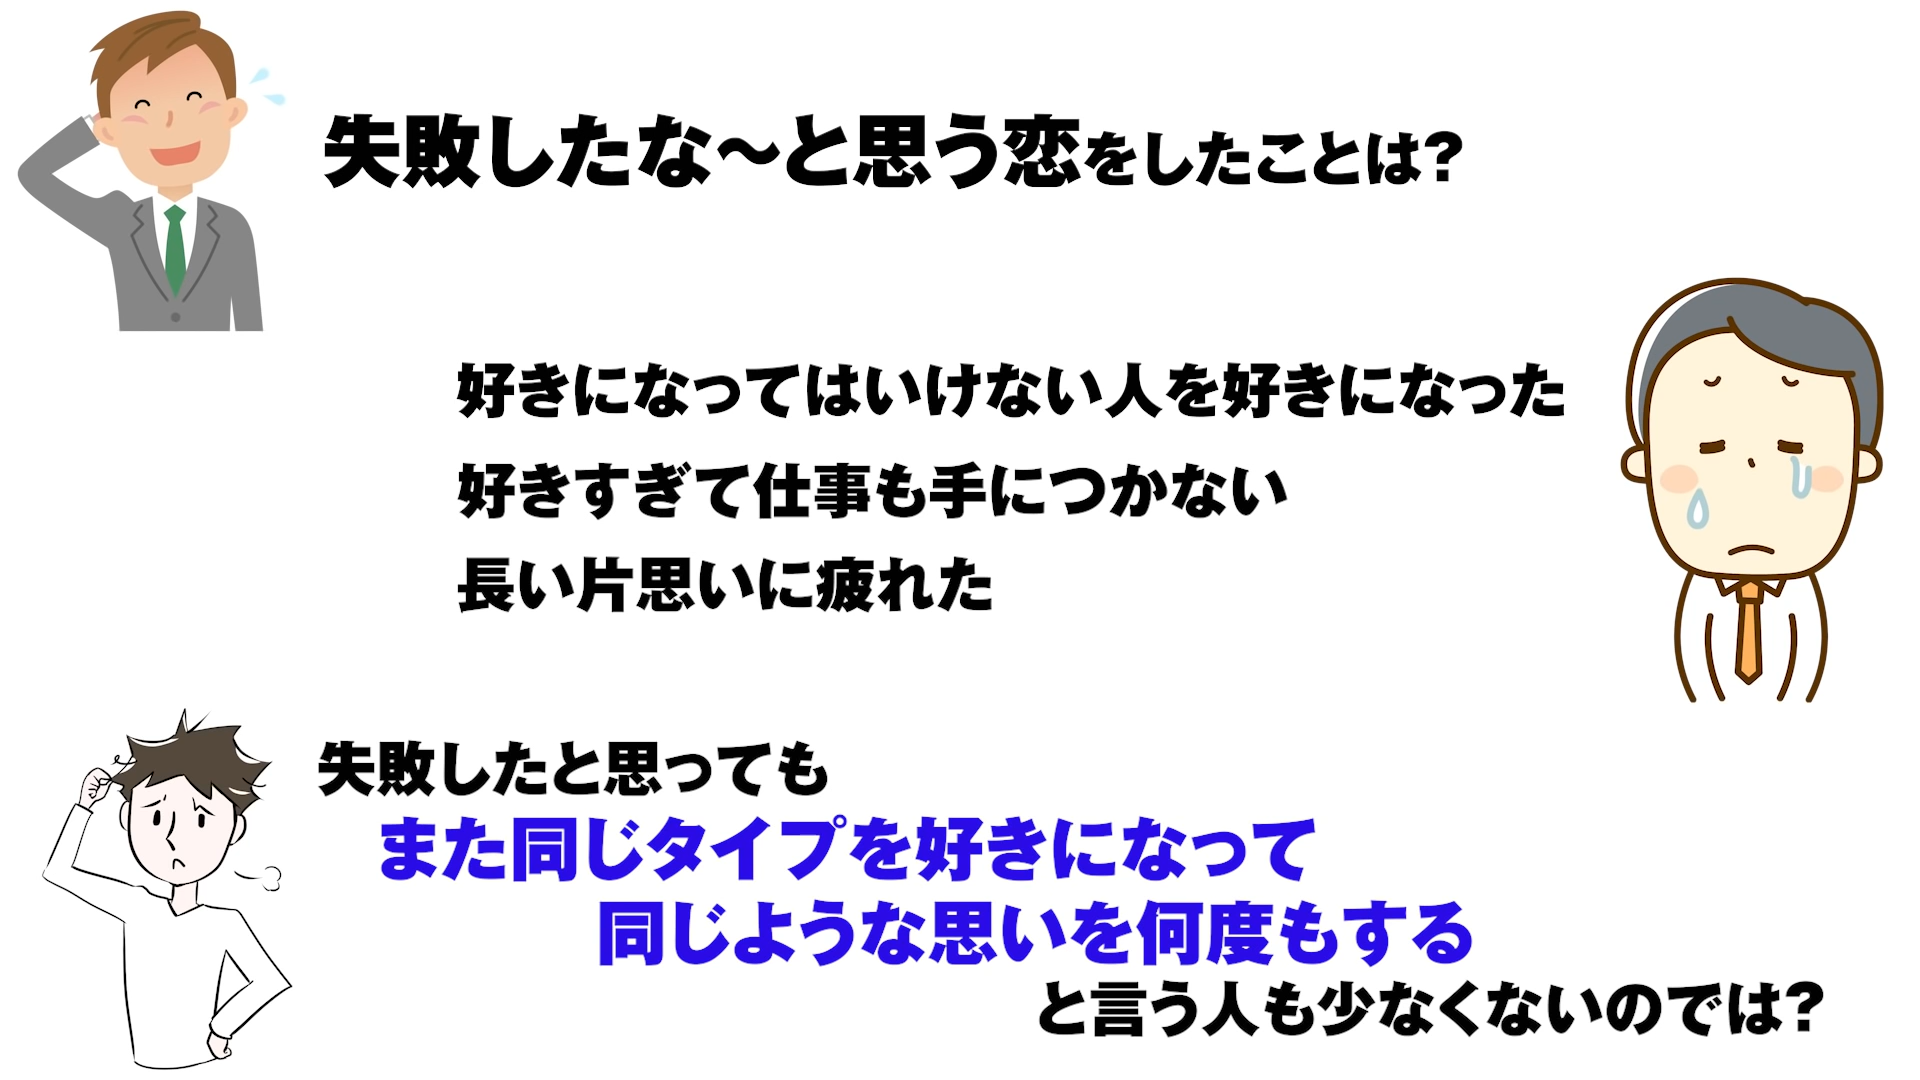 失敗したな～と思う恋をしたことは?
好きになってはいけない人を好きになった
好きすぎて仕事も手につかない
長い片思いに疲れた
失敗したと思っても
また同じタイプを好きになって
同じような思いを何度もする
と言う人も少なくないのでは?